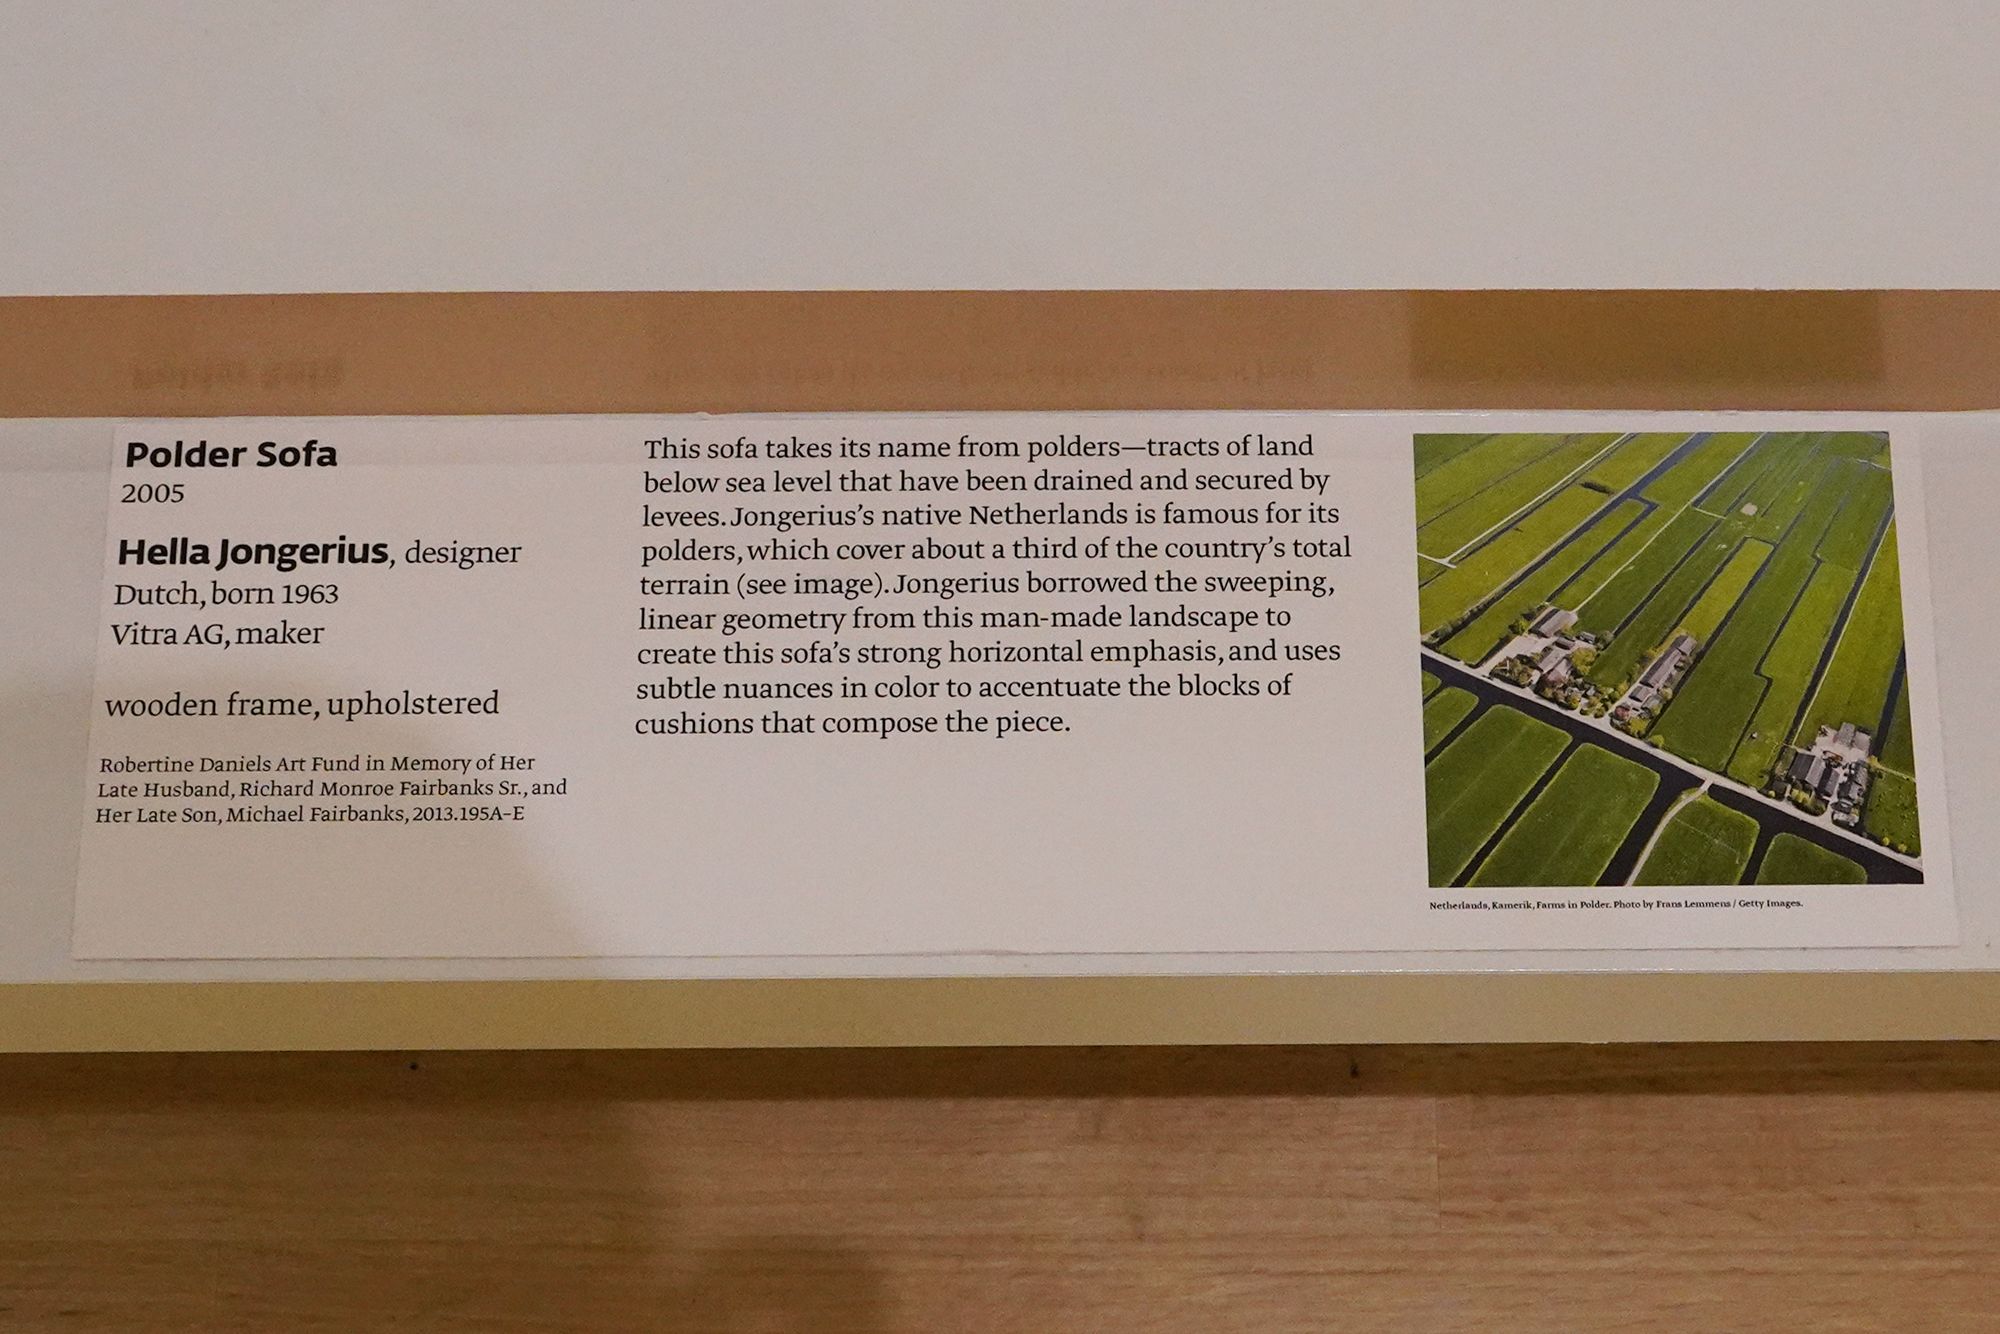 Polder Sofa
2005
Hella Jongerius, designer
Dutch, born 1963
Vitra AG, maker
wooden frame, upholstered
Robertine Daniels Art Fund in Memory of Her
Late Husband, Richard Monroe Fairbanks Sr., and
Her Late Son, Michael Fairbanks, 2013.195A–E
This sofa takes its name from polders—tracts of land
below sea level that have been drained and secured by
levees. Jongerius's native Netherlands is famous for its
polders, which cover about a third of the country's total
terrain (see image). Jongerius borrowed the sweeping,
linear geometry from this man-made landscape to
create this sofa's strong horizontal emphasis, and uses
subtle nuances in color to accentuate the blocks of
cushions that compose the piece.
Netherlands, Kamerik, Farms in Polder. Photo by Frans Lemmens / Getty Images.